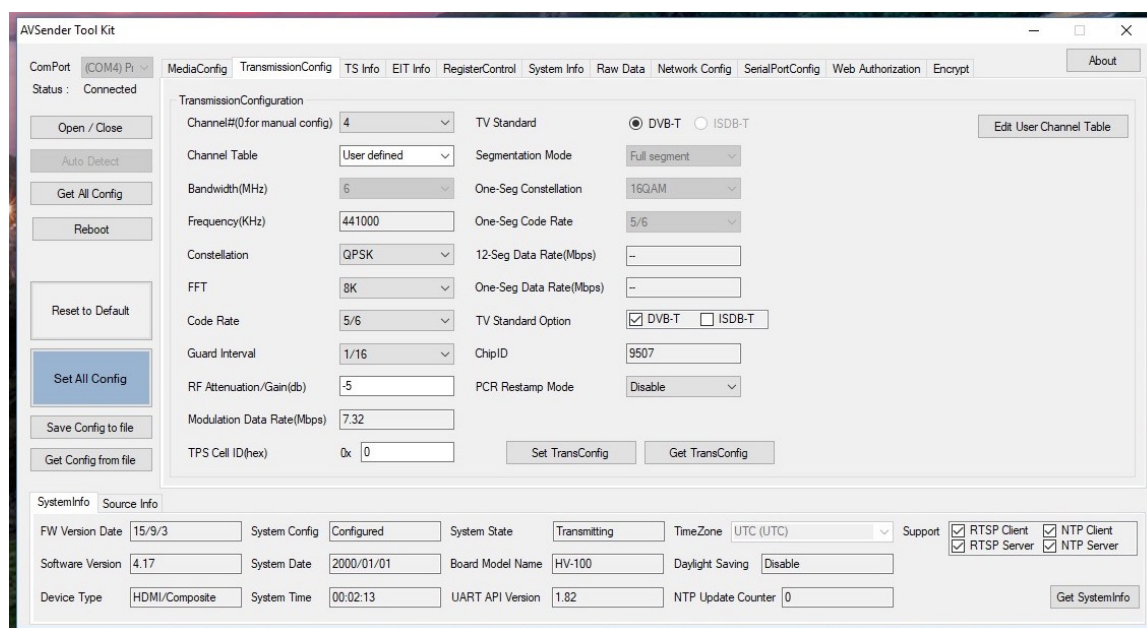 AVSender Tool Kit
ComPort (COM4) Pr
Status : Connected
Open / Close
Auto Detect
Get All Config
Reboot
Reset to Default
Set All Config
Save Config to file
Get Config from file
MediaConfig TransmissionConfig TS Info EIT Info RegisterControl System Info Raw Data Network Config SerialPortConfig Web Authorization Encrypt
About
TransmissionConfiguration
Channel#(0:for manual config) 4 TV Standard DVB-T ISDB-T Edit User Channel Table
Channel Table User defined Segmentation Mode Full segment
Bandwidth(MHz) 6 One-Seg Constellation 16QAM
Frequency(KHz) 441000 One-Seg Code Rate 5/6
Constellation QPSK 12-Seg Data Rate(Mbps) --
FFT 8K One-Seg Data Rate(Mbps) --
Code Rate 5/6 TV Standard Option DVB-T ISDB-T
Guard Interval 1/16 ChipID 9507
RF Attenuation/Gain(db) -5 PCR Restamp Mode Disable
Modulation Data Rate(Mbps) 7.32
TPS Cell ID(hex) 0x 0 Set TransConfig Get TransConfig
SystemInfo Source Info
FW Version Date 15/9/3 System Config Configured System State Transmitting TimeZone UTC (UTC) Support RTSP Client NTP Client
RTSP Server NTP Server
Software Version 4.17 System Date 2000/01/01 Board Model Name HV-100 Daylight Saving Disable
Device Type HDMI/Composite System Time 00:02:13 UART API Version 1.82 NTP Update Counter 0 Get SystemInfo